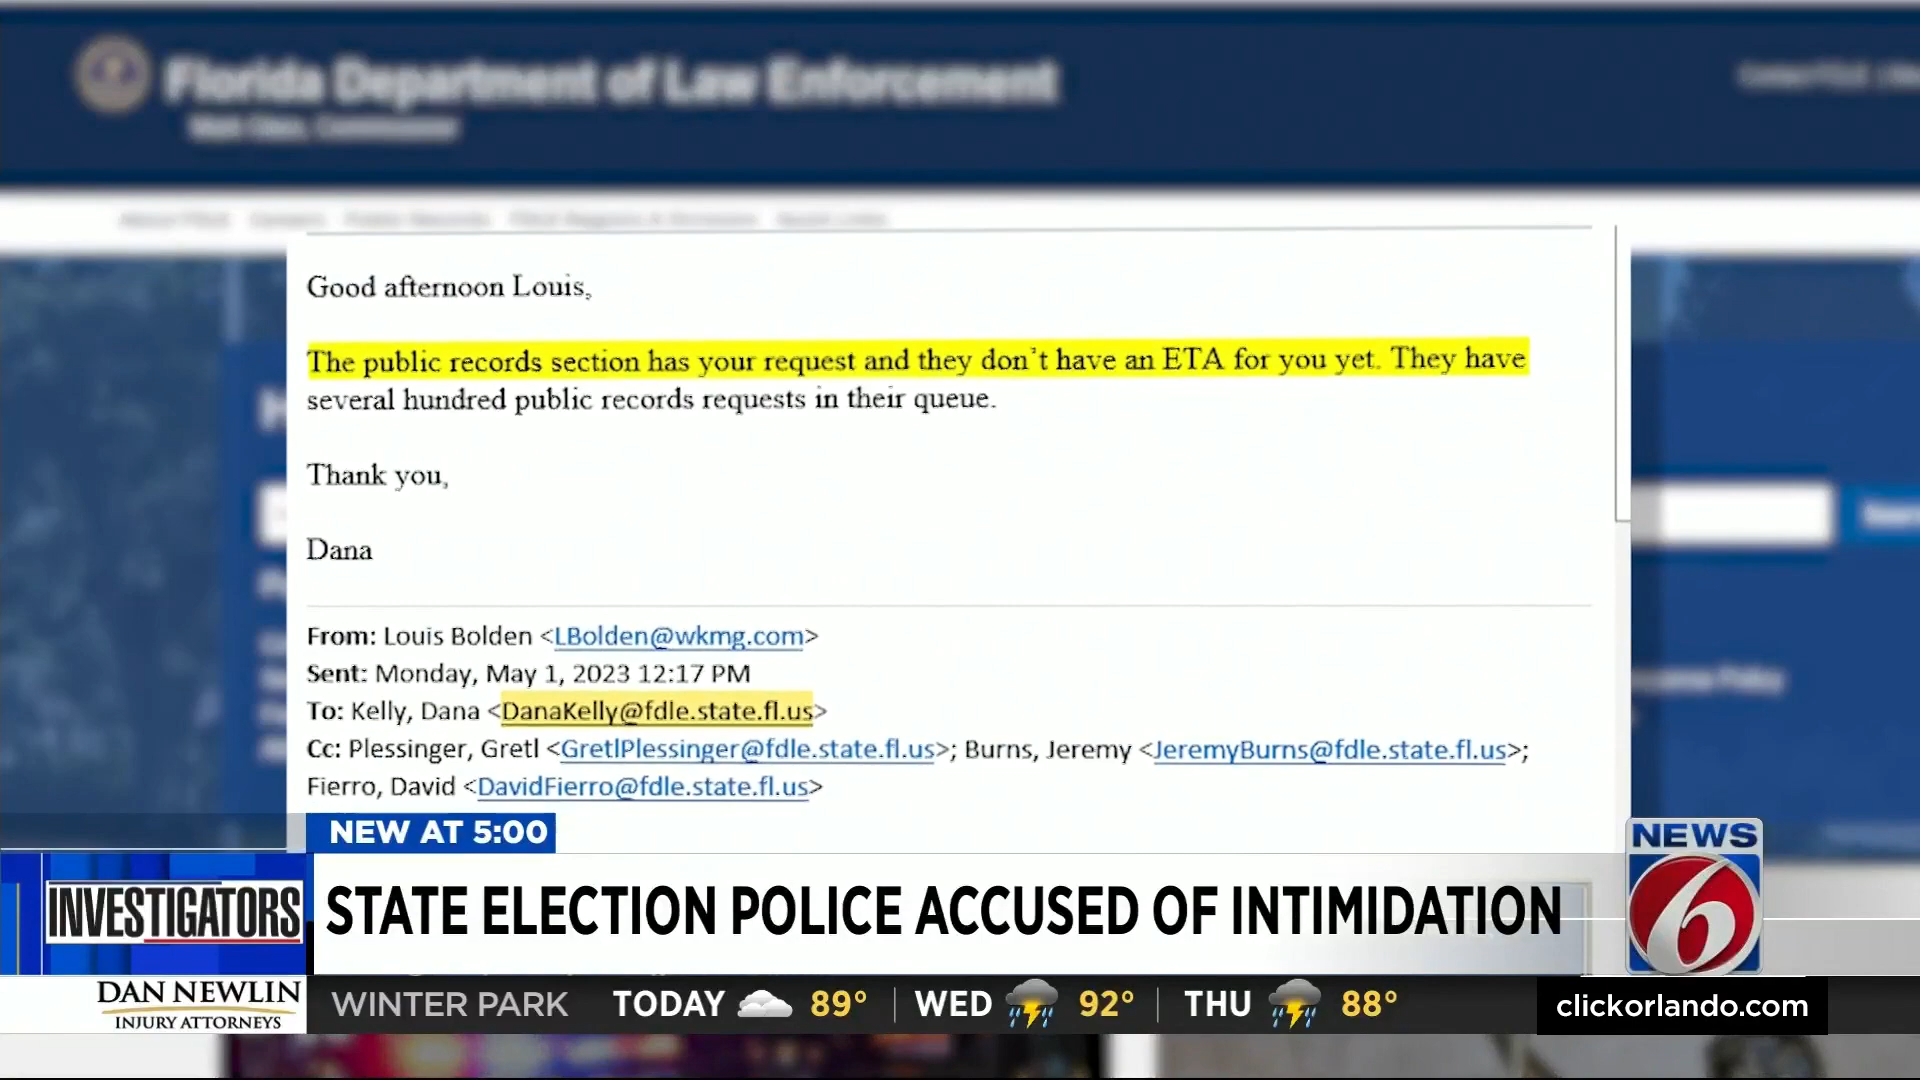 Florida Department of Law Enforcement
Good afternoon Louis,
The public records section has your request and they don't have an ETA for you yet. They have
several hundred public records requests in their queue.
Thank you,
Dana
From: Louis Bolden <LBolden@wkmg.com>
Sent: Monday, May 1, 2023 12:17 PM
To: Kelly, Dana <DanaKelly@fdle.state.fl.us>
Cc: Plessinger, Gretl <GretlPlessinger@fdle.state.fl.us>; Burns, Jeremy <JeremyBurns@fdle.state.fl.us>;
Fierro, David <DavidFierro@fdle.state.fl.us>
NEW AT 5:00
INVESTIGATORS
STATE ELECTION POLICE ACCUSED OF INTIMIDATION
NEWS
6
DAN NEWLIN
INJURY ATTORNEYS
WINTER PARK TODAY 89° WED 92° THU 88°
clickorlando.com